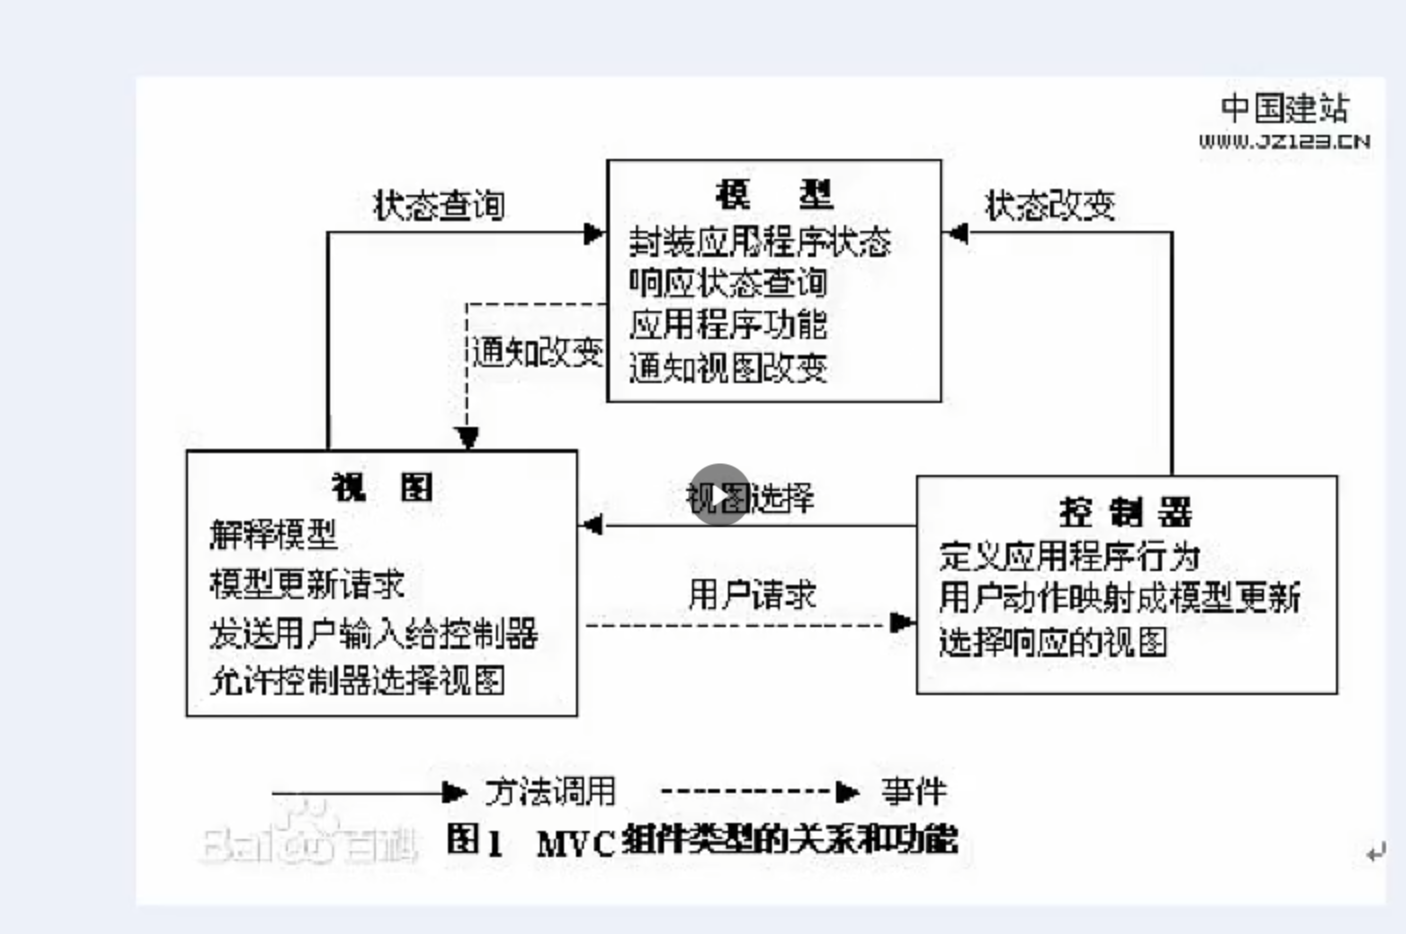 中国建站
WWW.JZ123.CN
状态查询
模 型
状态改变
封装应用程序状态
响应状态查询
应用程序功能
通知视图改变
通知改变
视 图
解释模型
模型更新请求
发送用户输入给控制器
允许控制器选择视图
视图选择
用户请求
控 制 器
定义应用程序行为
用户动作映射成模型更新
选择响应的视图
方法调用
事件
图1 MVC组件类型的关系和功能
Baidu百科